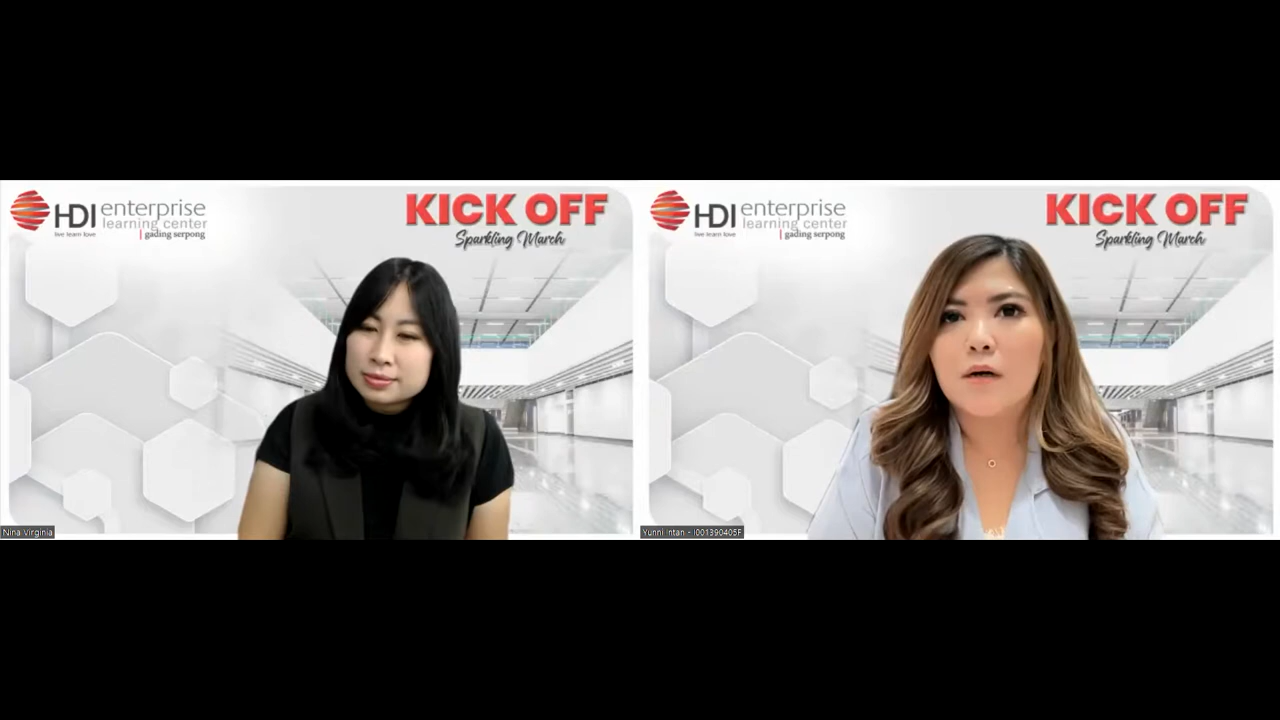 HDI enterprise
learning center
live learn love
| gading serpong
KICK OFF
Sparkling March
Nina Virginia
HDI enterprise
learning center
live learn love
| gading serpong
KICK OFF
Sparkling March
Yunni Intan - I001390405F